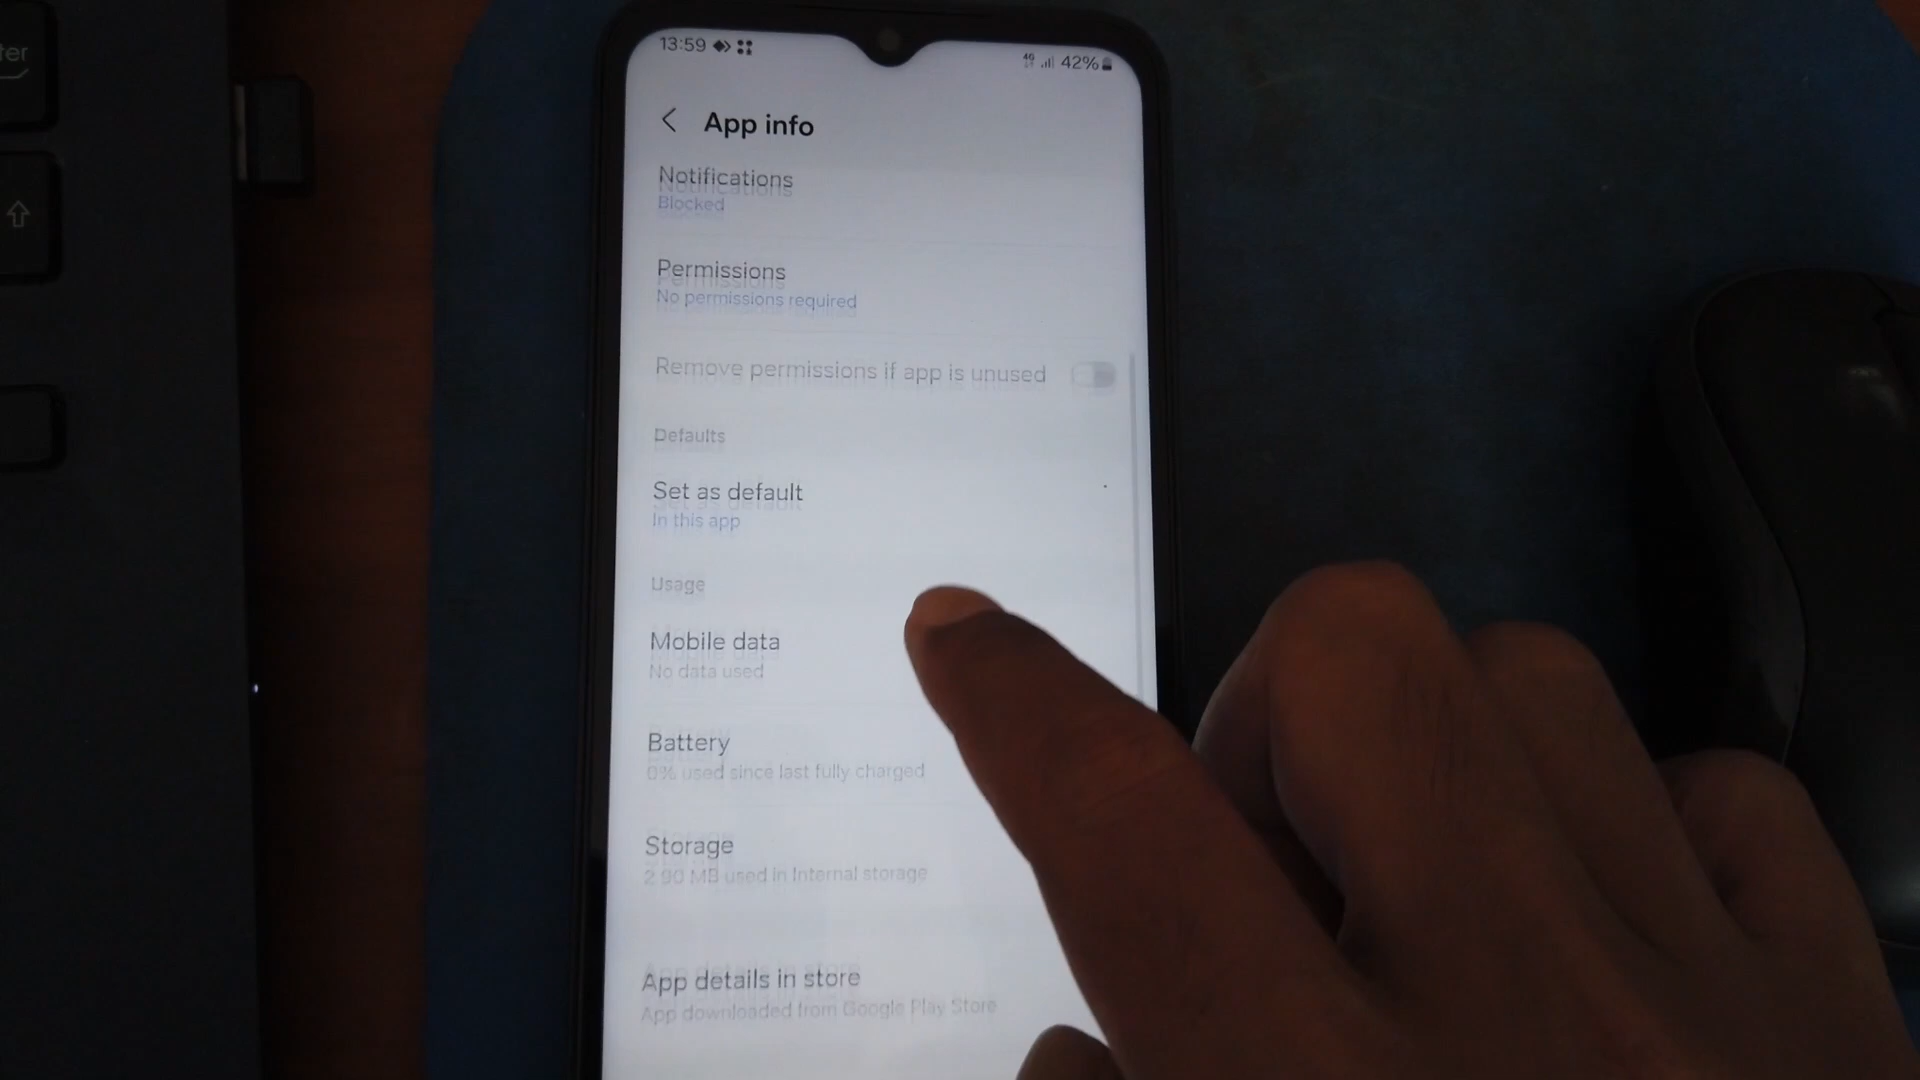 ter
13:59
4G 42%
App info
Notifications
Blocked
Permissions
No permissions required
Remove permissions if app is unused
Defaults
Set as default
In this app
Usage
Mobile data
No data used
Battery
0% used since last fully charged
Storage
2.90 MB used in Internal storage
App details in store
App downloaded from Google Play Store